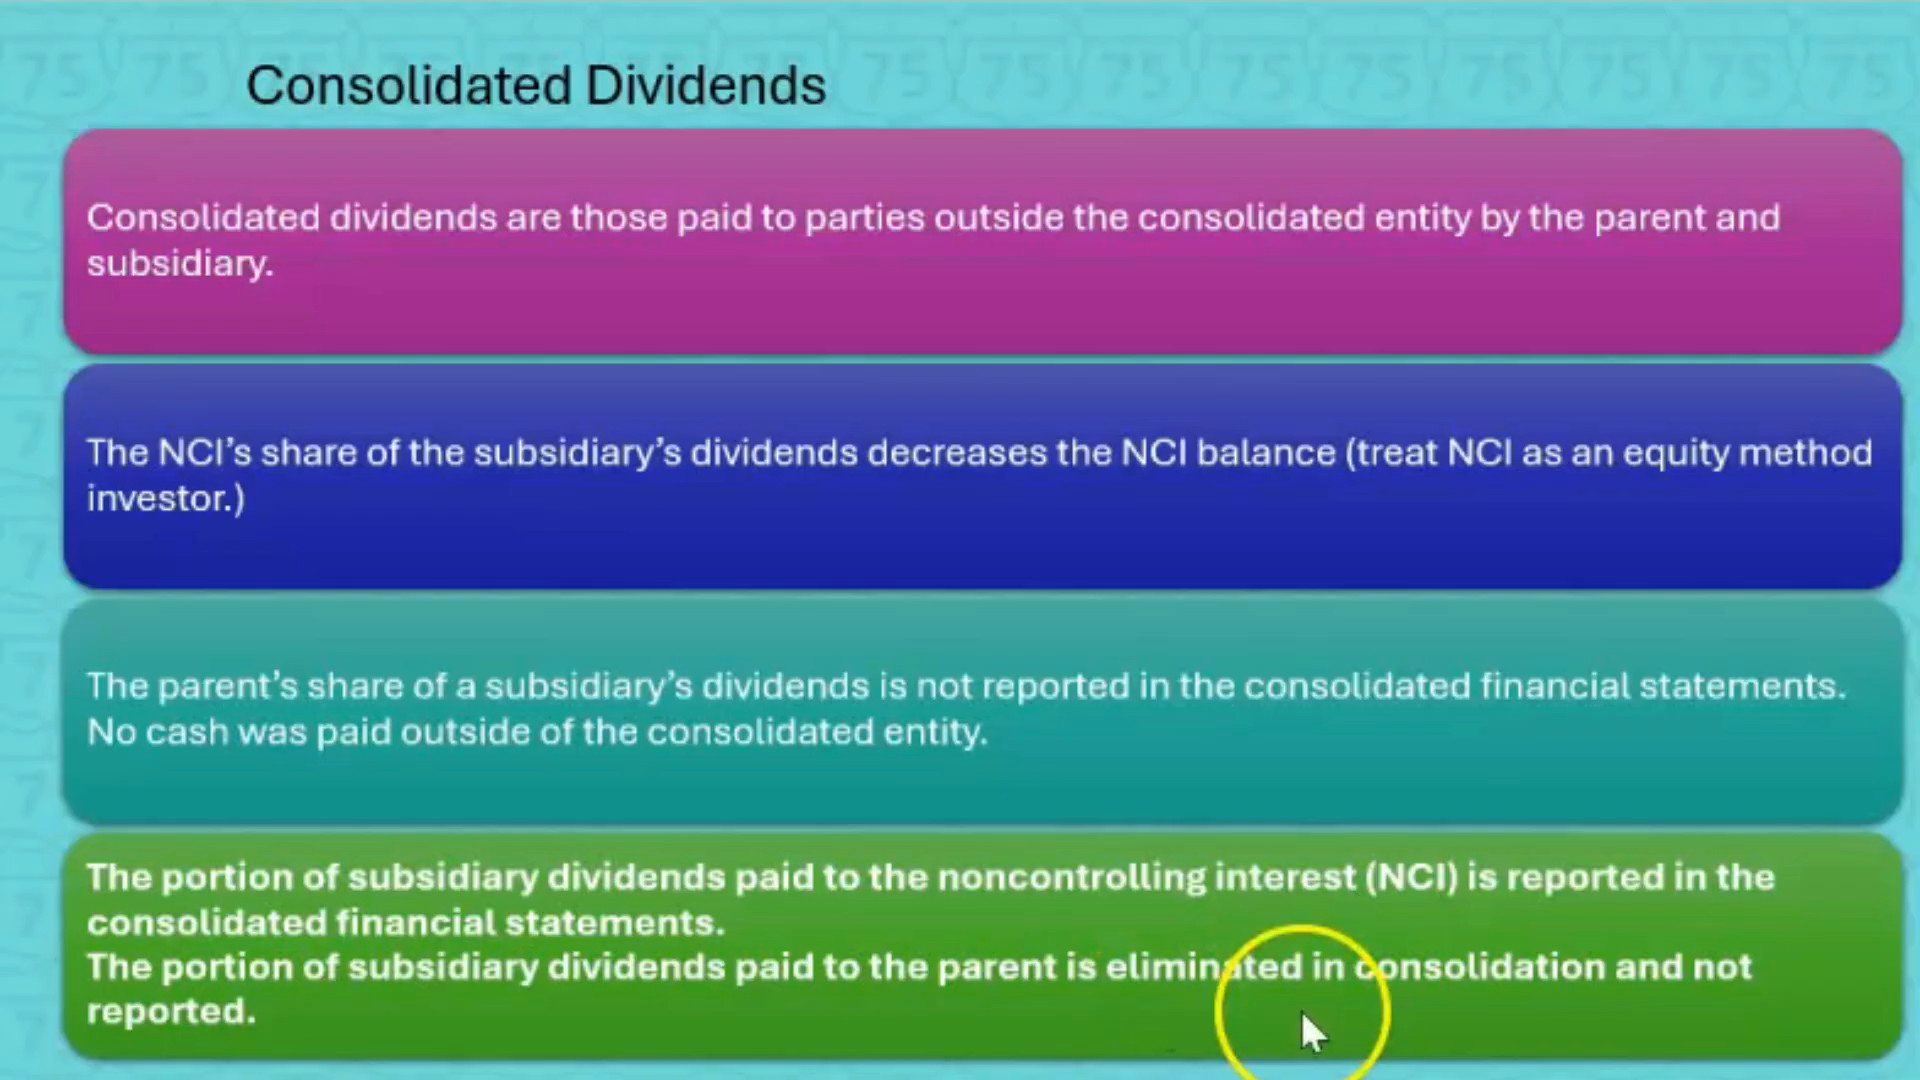 Consolidated Dividends
Consolidated dividends are those paid to parties outside the consolidated entity by the parent and
subsidiary.
The NCI’s share of the subsidiary’s dividends decreases the NCI balance (treat NCI as an equity method
investor.)
The parent’s share of a subsidiary’s dividends is not reported in the consolidated financial statements.
No cash was paid outside of the consolidated entity.
The portion of subsidiary dividends paid to the noncontrolling interest (NCI) is reported in the
consolidated financial statements.
The portion of subsidiary dividends paid to the parent is eliminated in consolidation and not
reported.